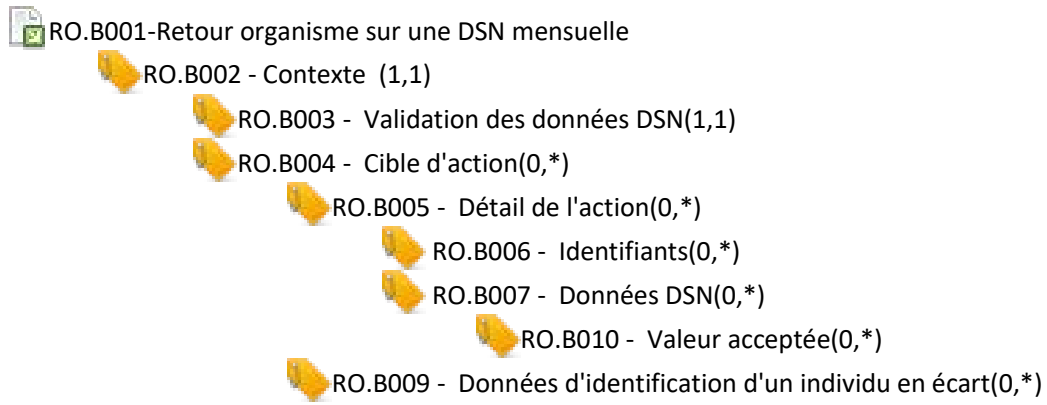 RO.B001-Retour organisme sur une DSN mensuelle
RO.B002 - Contexte (1,1)
RO.B003 - Validation des données DSN(1,1)
RO.B004 - Cible d'action(0,*)
RO.B005 - Détail de l'action(0,*)
RO.B006 - Identifiants(0,*)
RO.B007 - Données DSN(0,*)
RO.B010 - Valeur acceptée(0,*)
RO.B009 - Données d'identification d'un individu en écart(0,*)